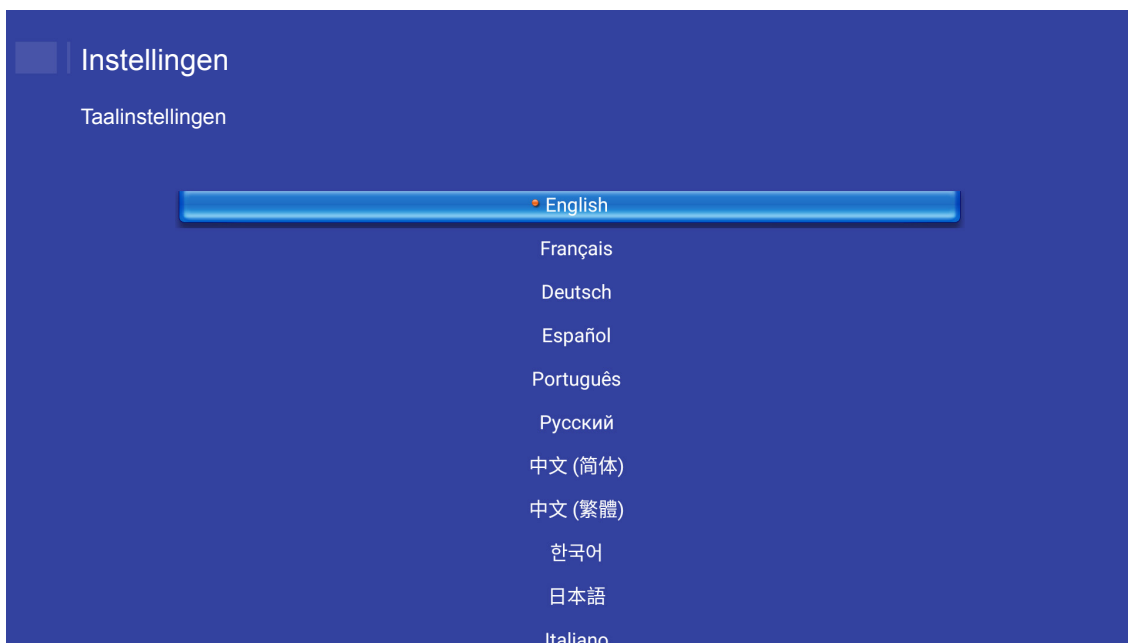 Instellingen
Taalinstellingen
English
Français
Deutsch
Español
Português
Русский
中文 (简体)
中文 (繁體)
한국어
日本語
Italiano